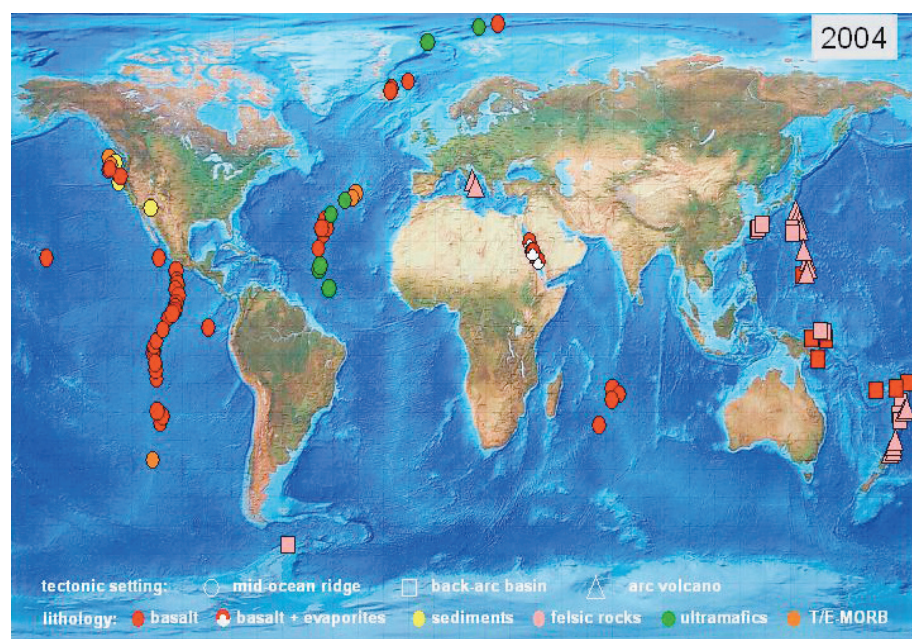 2004
tectonic setting: mid-ocean ridge back-arc basin arc volcano
lithology: basalt basalt + evaporites sediments felsic rocks ultramafics T/E-MORB